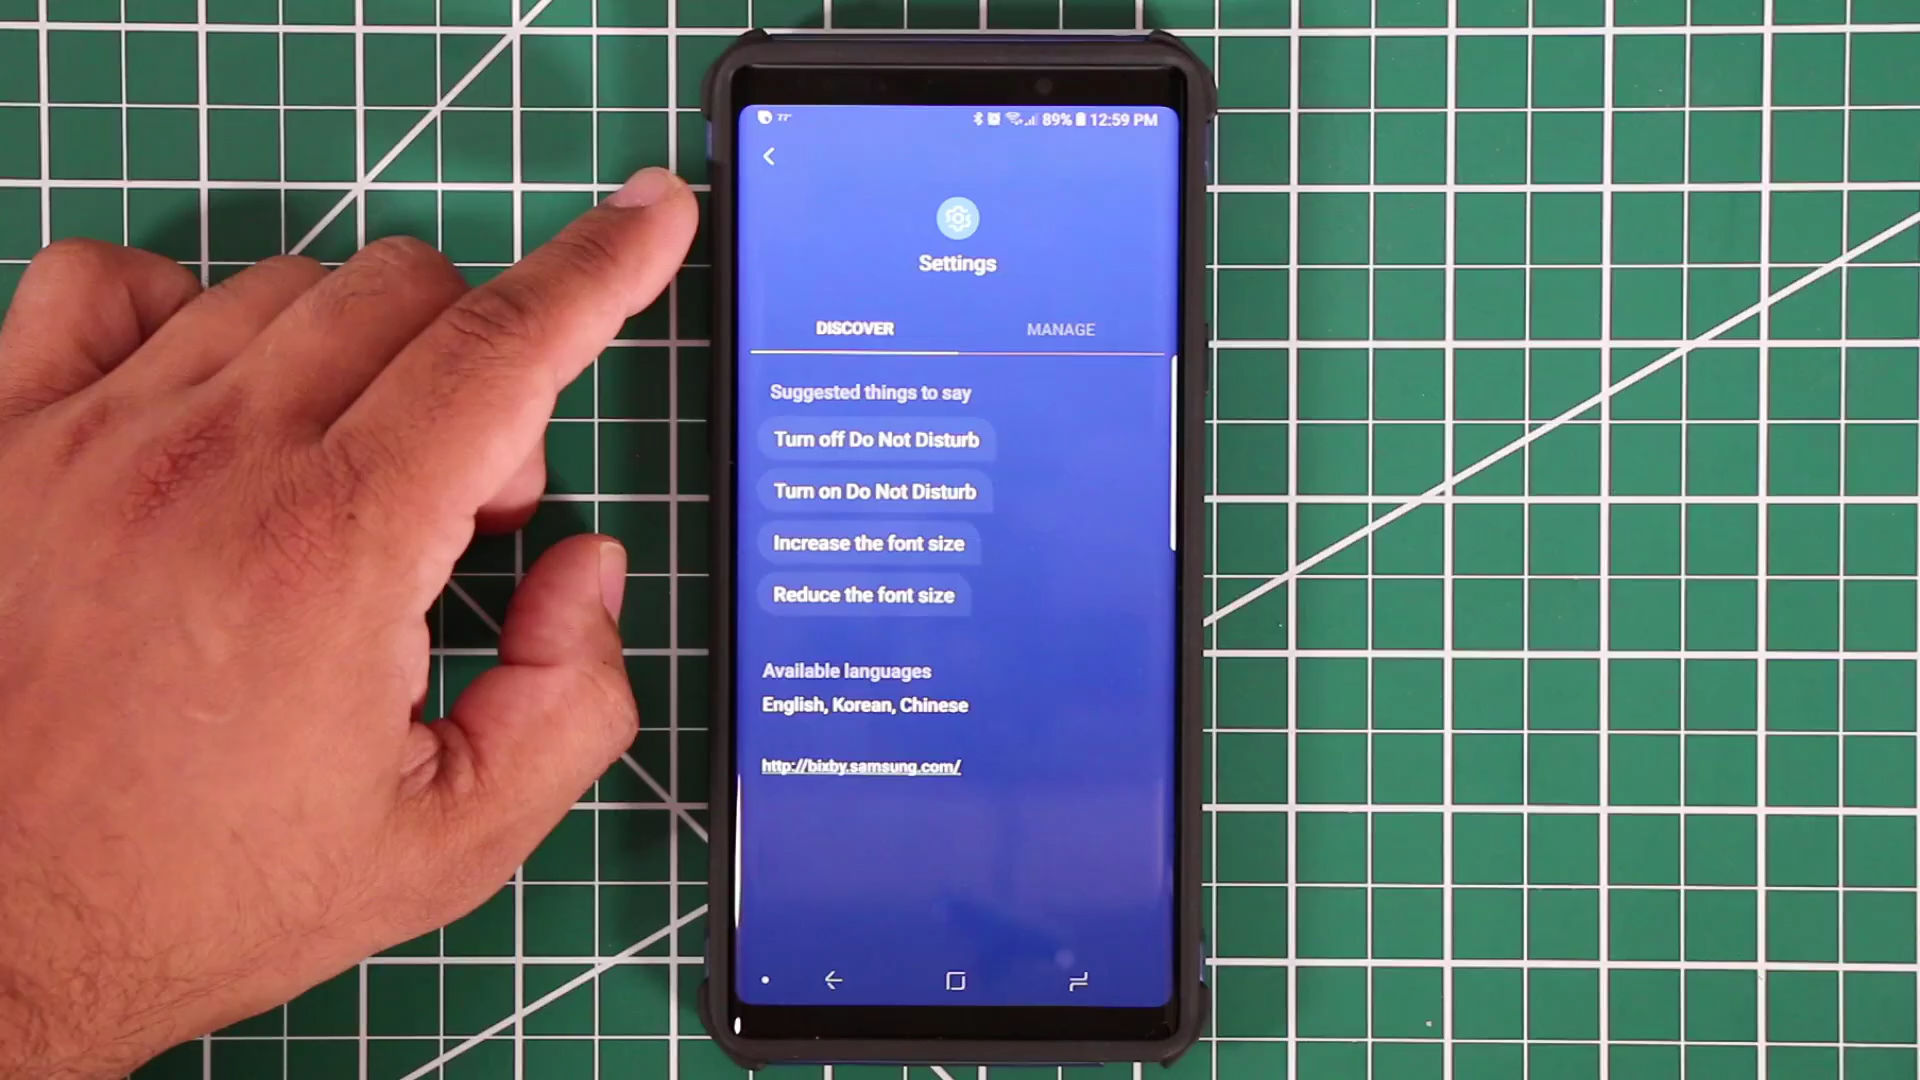 77°
89% 12:59 PM
Settings
DISCOVER
MANAGE
Suggested things to say
Turn off Do Not Disturb
Turn on Do Not Disturb
Increase the font size
Reduce the font size
Available languages
English, Korean, Chinese
http://bixby.samsung.com/